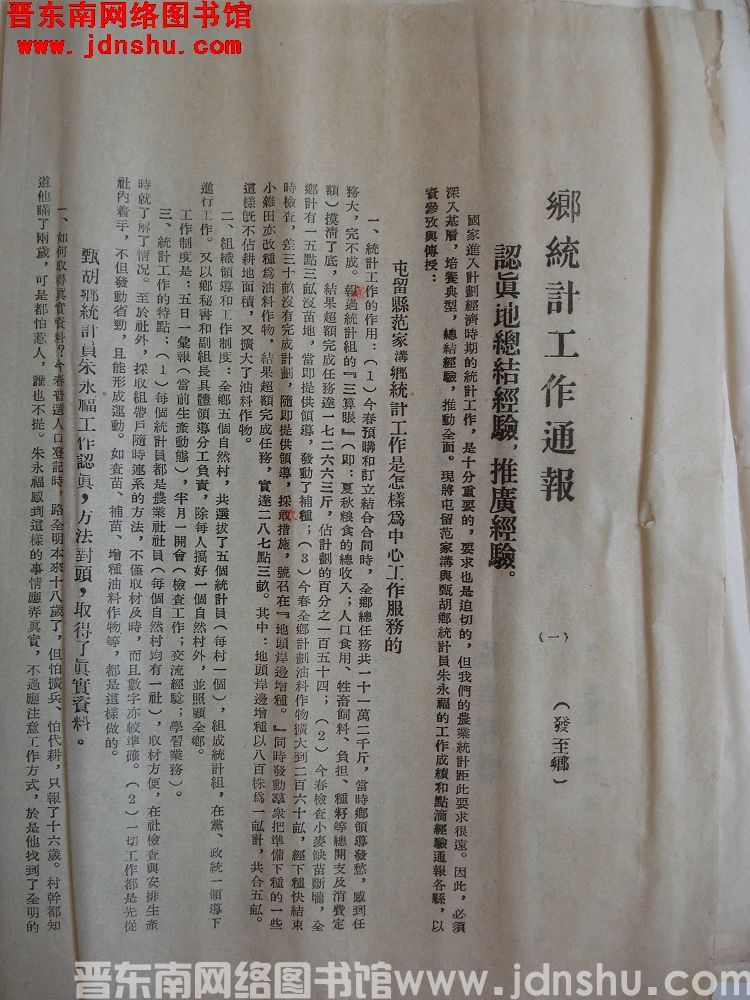 晋东南网络图书馆
www.jdnshu.com
鄉統計工作通報
(一)
(發至鄉)
認眞地總結經驗，推廣經驗。
國家進入計劃經濟時期的統計工作，是十分重要的，要求也是迫切的，但我們的農業統計距此要求很遠。因此，必須
深入基層，培養典型，總結經驗，推動全面。現將屯留范家溝與甄胡鄉統計員朱永福的工作成績和點滴經驗通報各縣，以
資參攷與傳授：
屯留縣范家溝鄉統計工作是怎樣爲中心工作服務的
一、統計工作的作用：(1)今春預購和訂立結合合同時，全鄉總任務共一十一萬二千斤，當時鄉領導發愁，感到任
務大，完不成。經過統計組的『三算賬』(即：夏秋粮食的總收入；人口食用、牲畜飼料、負担、種籽等總開支及消費定
額)摸淸了底，結果超額完成任務達一七二六六三斤，佔計劃的百分之一百五十四；(2)今春檢查小麥缺苗斷壠，全
鄉計有一五點三畝沒苗地，當即提供領導，發動了補種；(3)今春全鄉計劃油料作物擴大到二百六十畝，經下種快結束
時檢查，差三十畝沒有完成計劃，隨即提供領導，採取措施，號召在『地頭岸邊增種。』同時發動羣衆把準備下種的一些
小雜田亦改種爲油料作物，結果超額完成任務，實達二八七點三畝。其中：地頭岸邊增種以八百株爲一畝計，共合五畝。
這樣旣不佔耕地面積，又擴大了油料作物。
二、組織領導和工作制度：全鄉五個自然村，共選拔了五個統計員(每村一個)，組成統計組，在黨、政統一領導下
進行工作。又以鄉秘書和副組長具體領導分工負責，除每人搞好一個自然村外，並照顧全鄉。
工作制度是：五日一彙報(當前生產動態)，半月一開會(檢查工作；交流經驗；學習業務)。
三、統計工作的特點：(1)每個統計員都是農業社社員(每個自然村均有一社)，取材方便，在社檢查與安排生產
時就了解了情況。至於社外，採取組帶戶隨時連系的方法，不僅取材及時，而且數字亦較準確。(2)一切工作都是先從
社內着手，不但發動省勁，且能形成運動。如查苗、補苗、增種油料作物等，都是這樣做的。
甄胡鄉統計員朱永福工作認眞，方法對頭，取得了眞實資料。
一、如何取得眞實資料？今春普選人口登記時，路全明本來十八歲了，但怕擴兵、怕代耕，只報了十六歲。村幹都知
道他瞞了兩歲，可是都怕惹人，誰也不提。朱永福感到這樣的事情應弄眞實，不過應注意工作方式，於是他找到了全明的
晋东南网络图书馆www.jdnshu.com